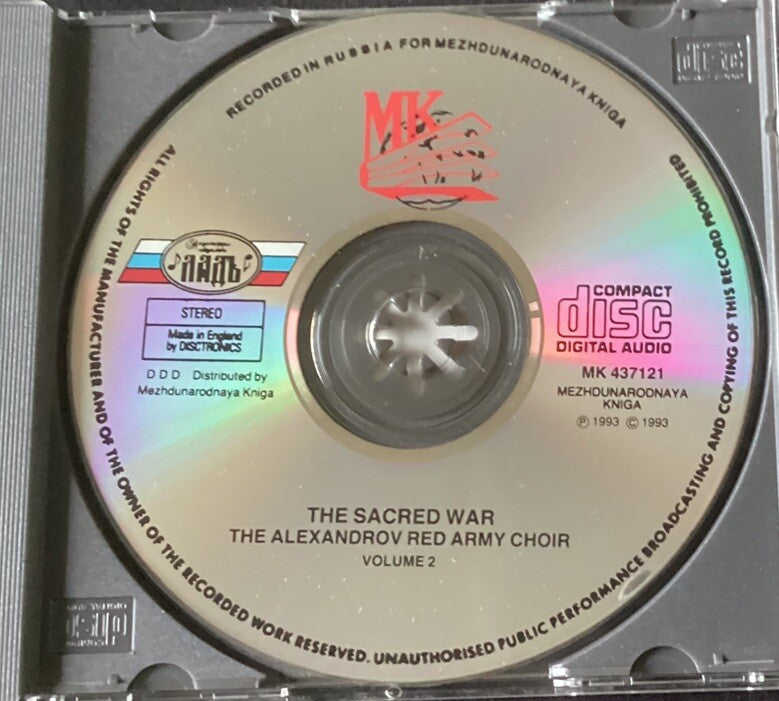 RECORDED IN RUSSIA FOR MEZHDUNARODNAYA KNIGA
MK
ЛАДЪ
STEREO
Made in England
by DISCTRONICS
D D D Distributed by
Mezhdunarodnaya Kniga
COMPACT
disc
DIGITAL AUDIO
MK 437121
MEZHDUNARODNAYA
KNIGA
℗ 1993 © 1993
THE SACRED WAR
THE ALEXANDROV RED ARMY CHOIR
VOLUME 2
ALL RIGHTS OF THE MANUFACTURER AND OF THE OWNER OF THE RECORDED WORK RESERVED. UNAUTHORISED PUBLIC PERFORMANCE BROADCASTING AND COPYING OF THIS RECORD PROHIBITED
disc
disc